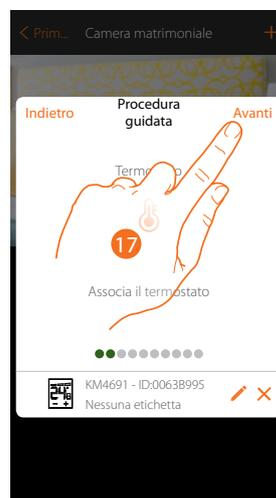 < Prim... Camera matrimoniale +
Indietro Procedura guidata Avanti
17
Associa il termostato
KM4691 - ID:0063B995
Nessuna etichetta